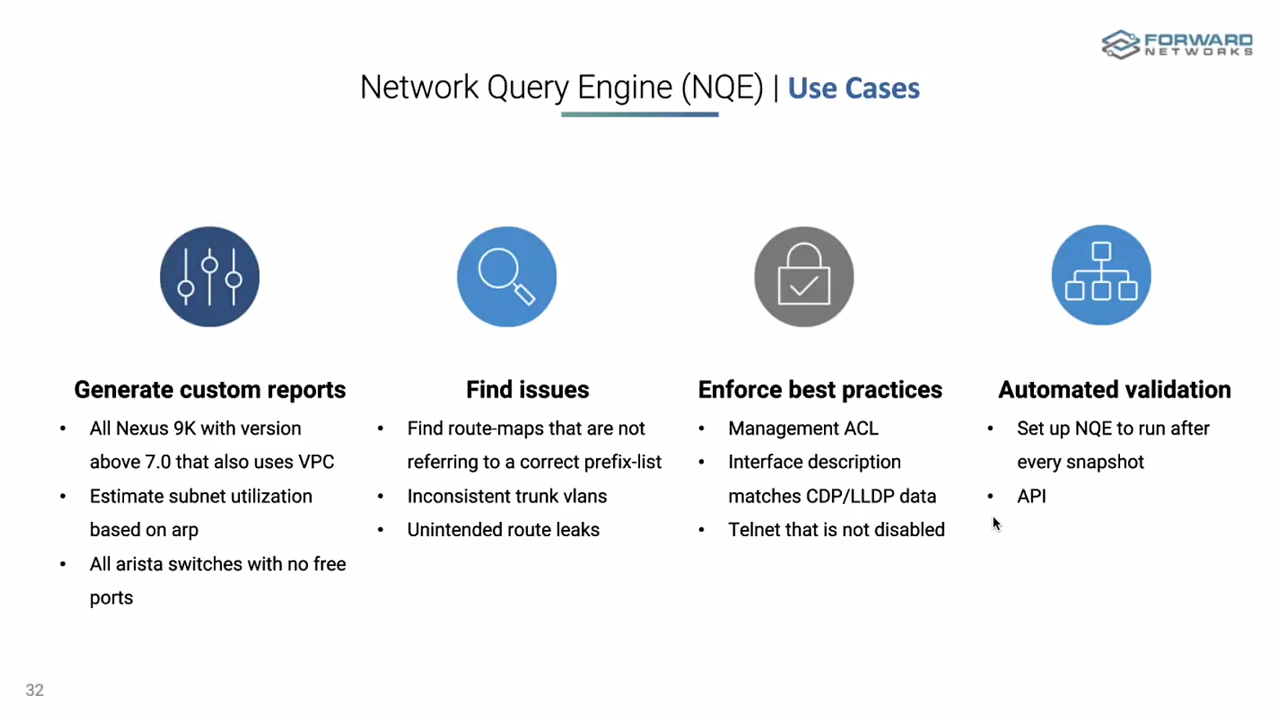 FORWARD
NETWORKS
Network Query Engine (NQE) | Use Cases
Generate custom reports
• All Nexus 9K with version
above 7.0 that also uses VPC
• Estimate subnet utilization
based on arp
• All arista switches with no free
ports
Find issues
• Find route-maps that are not
referring to a correct prefix-list
• Inconsistent trunk vlans
• Unintended route leaks
Enforce best practices
• Management ACL
• Interface description
matches CDP/LLDP data
• Telnet that is not disabled
Automated validation
• Set up NQE to run after
every snapshot
• API
32